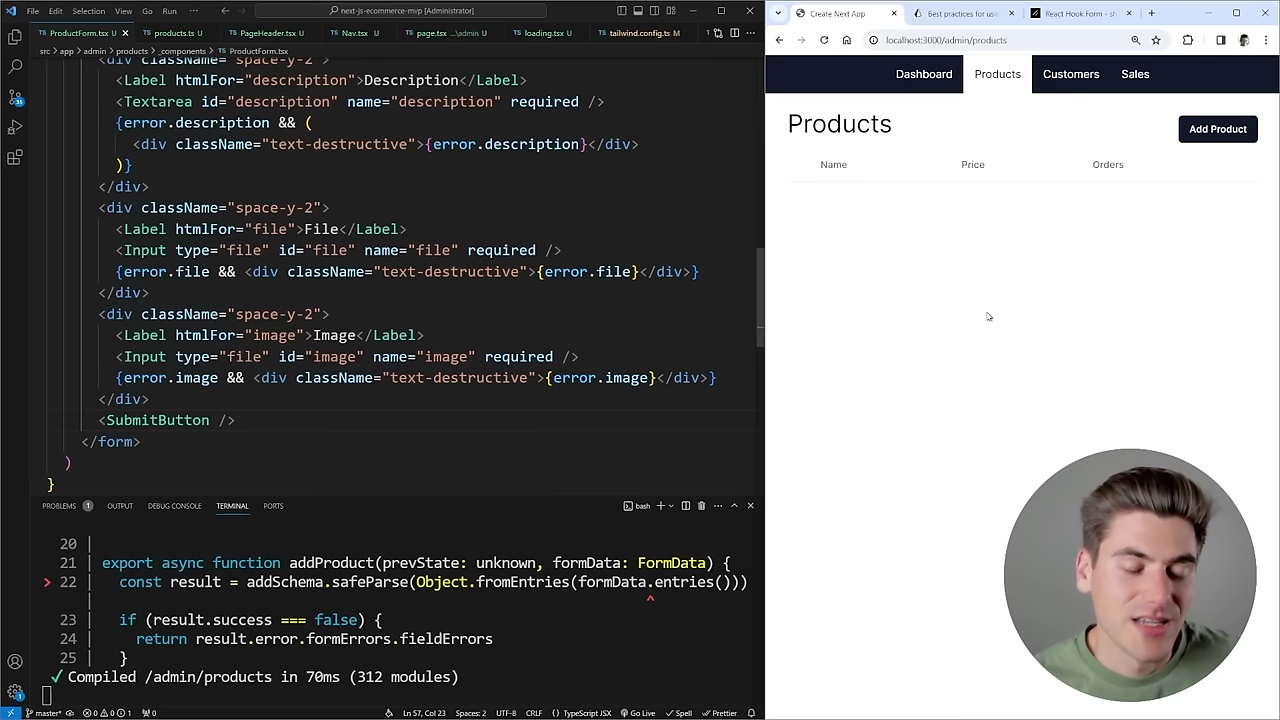 File Edit Selection View Go Run ··· next-js-ecommerce-mvp [Administrator]
ProductForm.tsx U products.ts U PageHeader.tsx U Nav.tsx U page.tsx ...\admin U loading.tsx U tailwind.config.ts M
src > app > admin > products > _components > ProductForm.tsx
<div className="space-y-2">
<Label htmlFor="description">Description</Label>
<Textarea id="description" name="description" required />
{error.description && (
<div className="text-destructive">{error.description}</div>
)}
</div>
<div className="space-y-2">
<Label htmlFor="file">File</Label>
<Input type="file" id="file" name="file" required />
{error.file && <div className="text-destructive">{error.file}</div>}
</div>
<div className="space-y-2">
<Label htmlFor="image">Image</Label>
<Input type="file" id="image" name="image" required />
{error.image && <div className="text-destructive">{error.image}</div>}
</div>
<SubmitButton />
</form>
)
}
PROBLEMS 1 OUTPUT DEBUG CONSOLE TERMINAL PORTS bash
20 |
21 | export async function addProduct(prevState: unknown, formData: FormData) {
> 22 | const result = addSchema.safeParse(Object.fromEntries(formData.entries()))
| ^
23 | if (result.success === false) {
24 | return result.error.formErrors.fieldErrors
25 | }
✓ Compiled /admin/products in 70ms (312 modules)
master* 0 0 1 0 Ln 57, Col 23 Spaces: 2 UTF-8 CRLF {} TypeScript JSX Go Live Spell Prettier
Create Next App Best practices for usin React Hook Form - sh
localhost:3000/admin/products
Dashboard Products Customers Sales
Products
Add Product
Name Price Orders